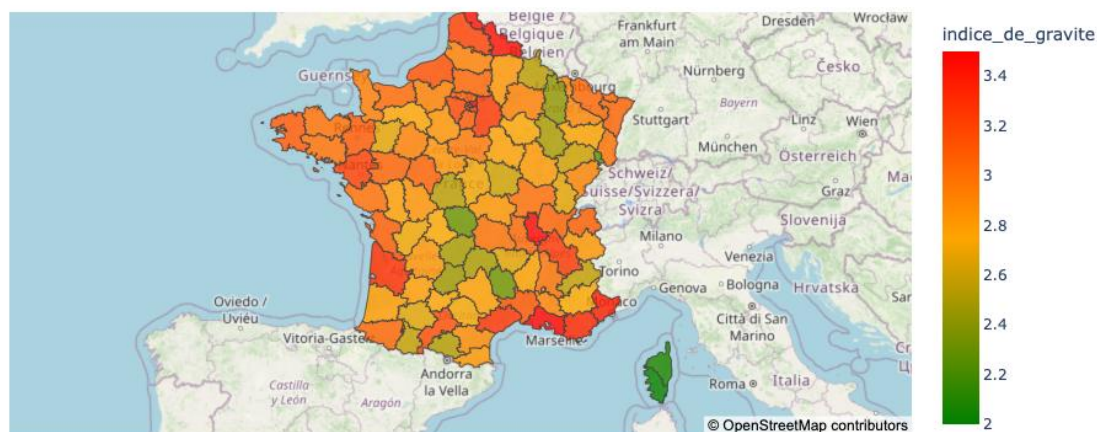 België /
Belgique /
Belgien
Frankfurt
am Main
Dresden
Wrocław
indice_de_gravite
Nürnberg
Česko
Bayern
Stuttgart
Linz
Wien
München
Österreich
Schweiz/
Suisse/Svizzera/
Svizra
Graz
Slovenija
Milano
Venezia
Torino
Hrvatska
Genova
Bologna
Città di San
Marino
Oviedo /
Uviéu
Marseille
Vitoria-Gasteiz
Andorra
la Vella
Castilla
y León
Aragón
Roma
Italia
© OpenStreetMap contributors
3.4
3.2
3
2.8
2.6
2.4
2.2
2